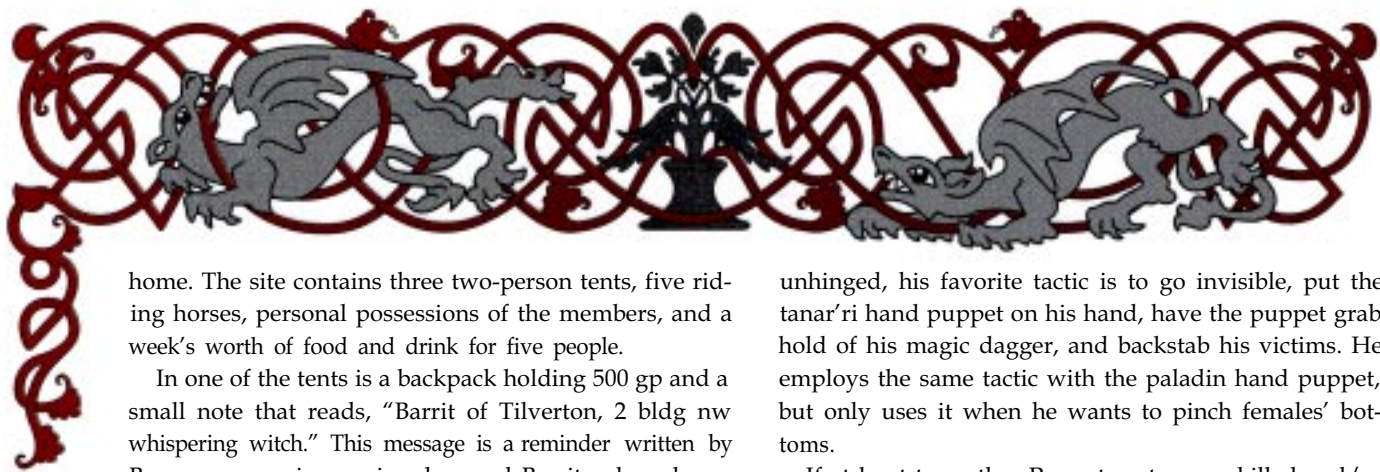 home. The site contains three two-person tents, five rid-
ing horses, personal possessions of the members, and a
week's worth of food and drink for five people.
In one of the tents is a backpack holding 500 gp and a
small note that reads, “Barrit of Tilverton, 2 bldg nw
whispering witch.” This message is a reminder written by
unhinged, his favorite tactic is to go invisible, put the
tanar'ri hand puppet on his hand, have the puppet grab
hold of his magic dagger, and backstab his victims. He
employs the same tactic with the paladin hand puppet,
but only uses it when he wants to pinch females' bot-
toms.